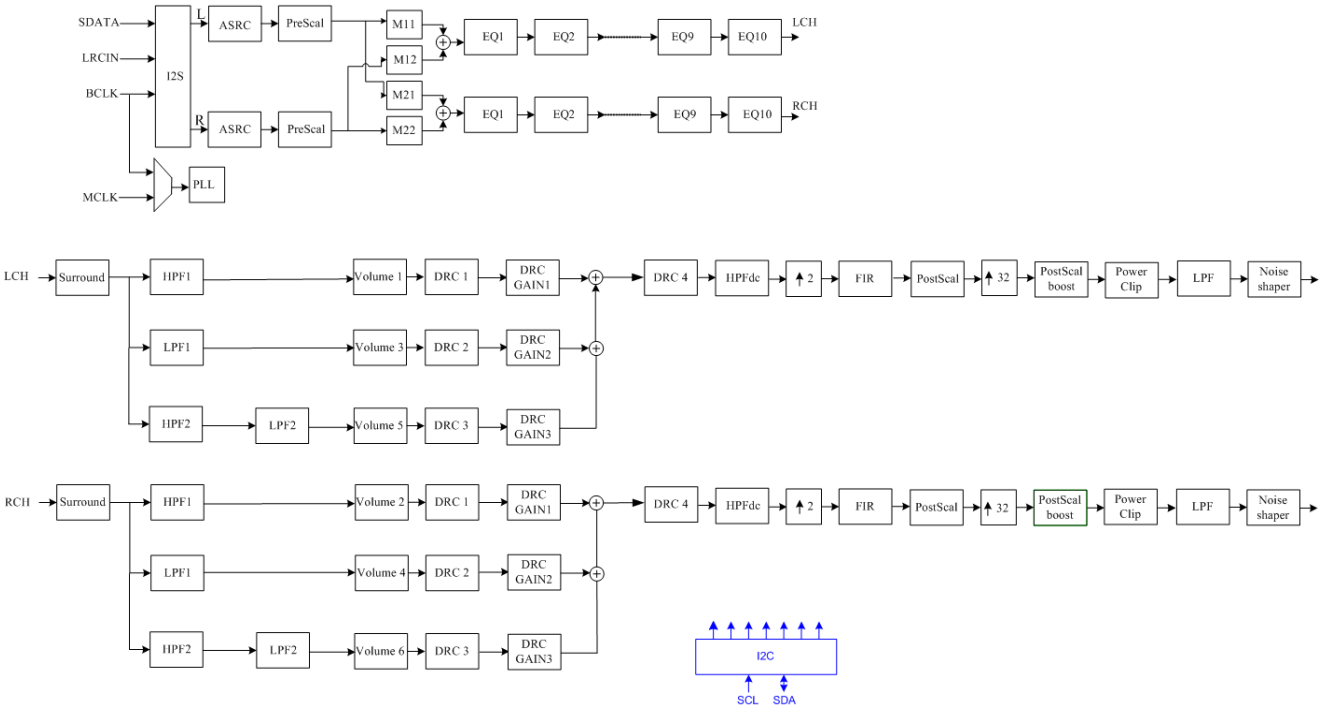 SDATA
LRCIN
BCLK
MCLK
I2S
L
R
ASRC
PreScal
ASRC
PreScal
PLL
M11
M12
M21
M22
EQ1
EQ2
EQ9
EQ10
LCH
EQ1
EQ2
EQ9
EQ10
RCH
LCH
Surround
HPF1
Volume 1
DRC 1
DRC
GAIN1
LPF1
Volume 3
DRC 2
DRC
GAIN2
HPF2
LPF2
Volume 5
DRC 3
DRC
GAIN3
DRC 4
HPFdc
2
FIR
PostScal
32
PostScal
boost
Power
Clip
LPF
Noise
shaper
RCH
Surround
HPF1
Volume 2
DRC 1
DRC
GAIN1
LPF1
Volume 4
DRC 2
DRC
GAIN2
HPF2
LPF2
Volume 6
DRC 3
DRC
GAIN3
DRC 4
HPFdc
2
FIR
PostScal
32
PostScal
boost
Power
Clip
LPF
Noise
shaper
I2C
SCL
SDA